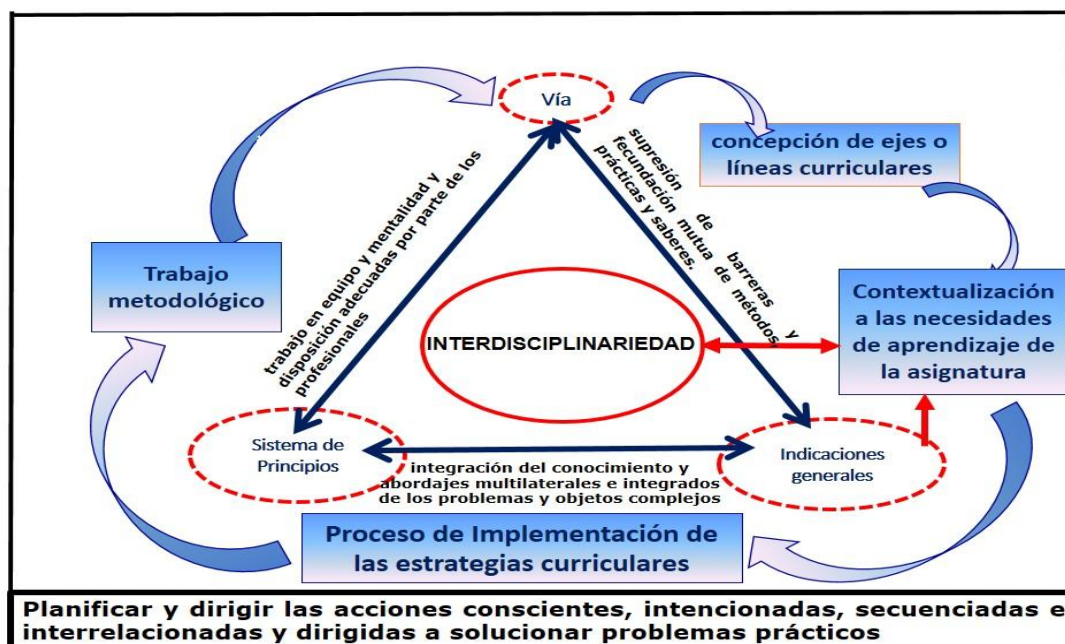 Vía
concepción de ejes o
líneas curriculares
supresión de barreras y
fecundación mutua de métodos,
prácticas y saberes.
trabajo en equipo y mentalidad y
disposición adecuadas por parte de los
profesionales
Trabajo
metodológico
INTERDISCIPLINARIEDAD
Contextualización
a las necesidades
de aprendizaje de
la asignatura
Sistema de
Principios
Indicaciones
generales
integración del conocimiento y
abordajes multilaterales e integrados
de los problemas y objetos complejos
Proceso de Implementación de
las estrategias curriculares
Planificar y dirigir las acciones conscientes, intencionadas, secuenciadas e
interrelacionadas y dirigidas a solucionar problemas prácticos